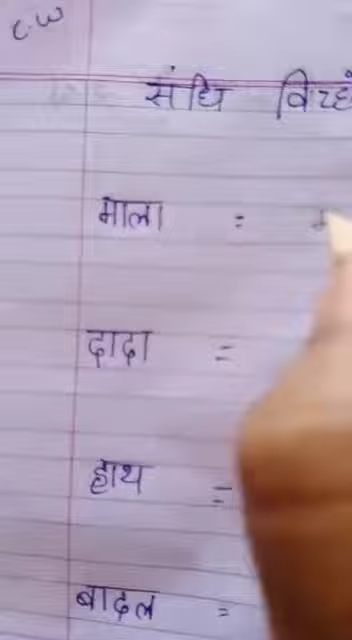 C.W
संधि विच्छे
माला =
दादा =
हाथ =
बादल =